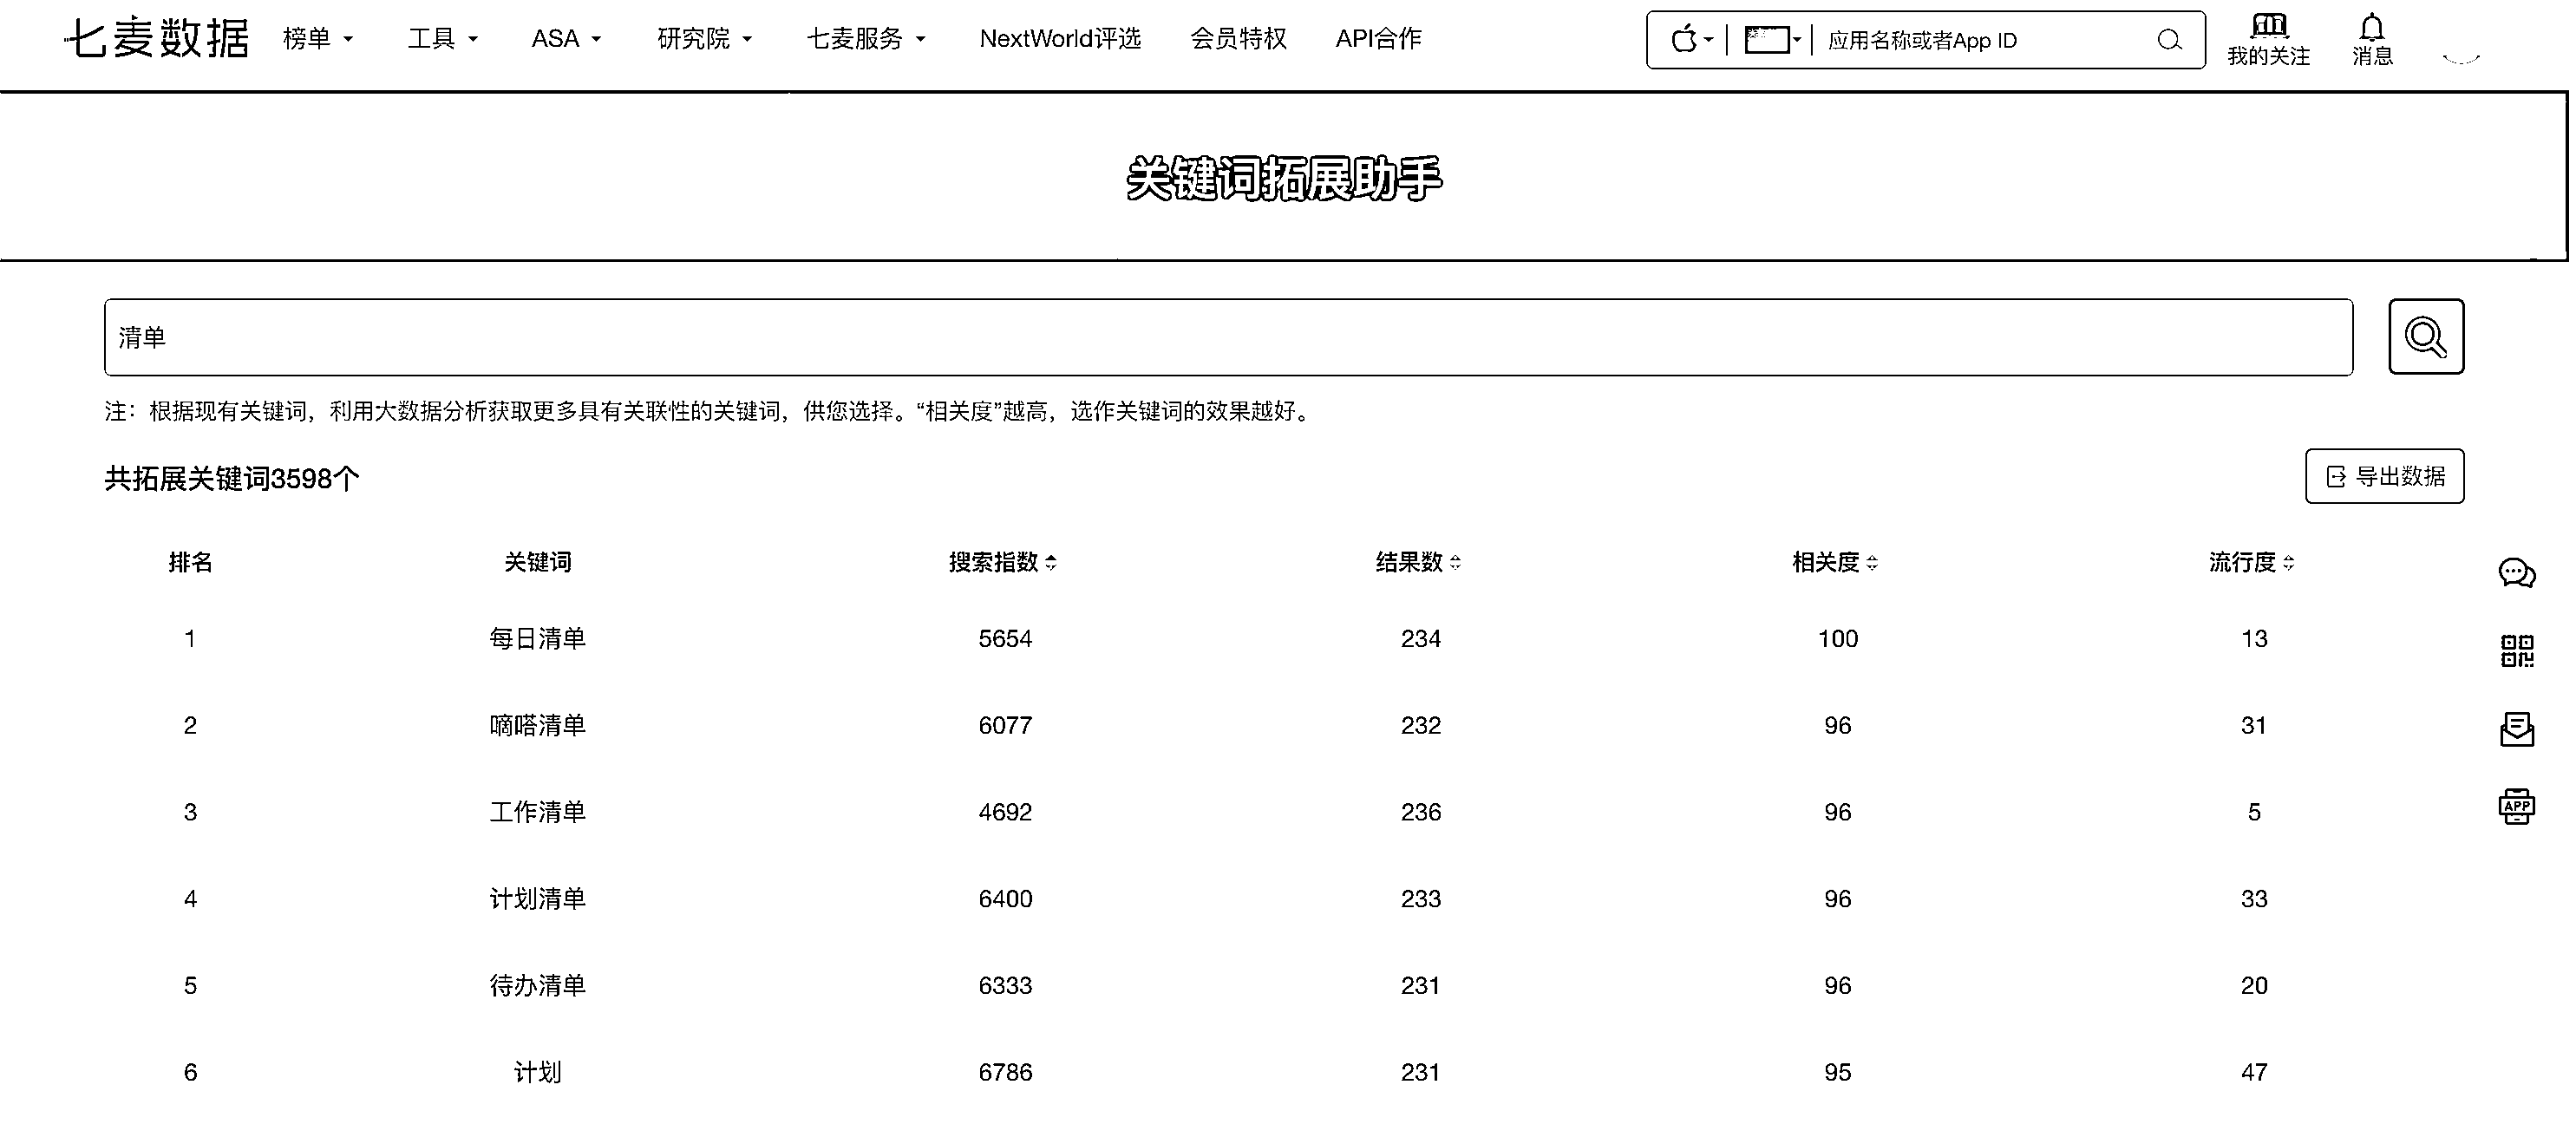 七麦数据 榜单 工具 ASA 研究院 七麦服务 NextWorld评选 会员特权 API合作 应用名称或者App ID 我的关注 消息
关键词拓展助手
清单
注：根据现有关键词，利用大数据分析获取更多具有关联性的关键词，供您选择。“相关度”越高，选作关键词的效果越好。
共拓展关键词3598个 导出数据
排名 关键词 搜索指数 结果数 相关度 流行度
1 每日清单 5654 234 100 13
2 嘀嗒清单 6077 232 96 31
3 工作清单 4692 236 96 5
APP
4 计划清单 6400 233 96 33
5 待办清单 6333 231 96 20
6 计划 6786 231 95 47